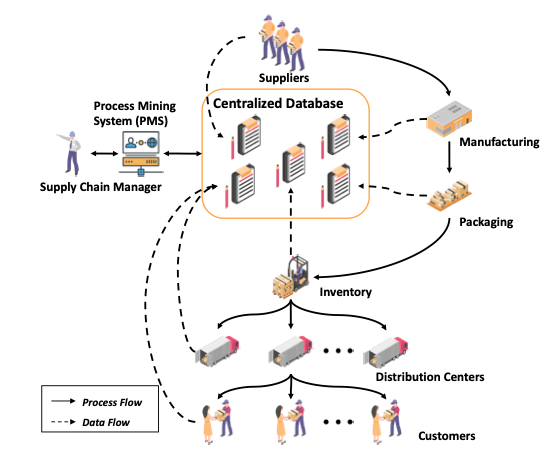 Suppliers
Centralized Database
Process Mining
System (PMS)
Manufacturing
Supply Chain Manager
Packaging
Inventory
Distribution Centers
Process Flow
Data Flow
Customers